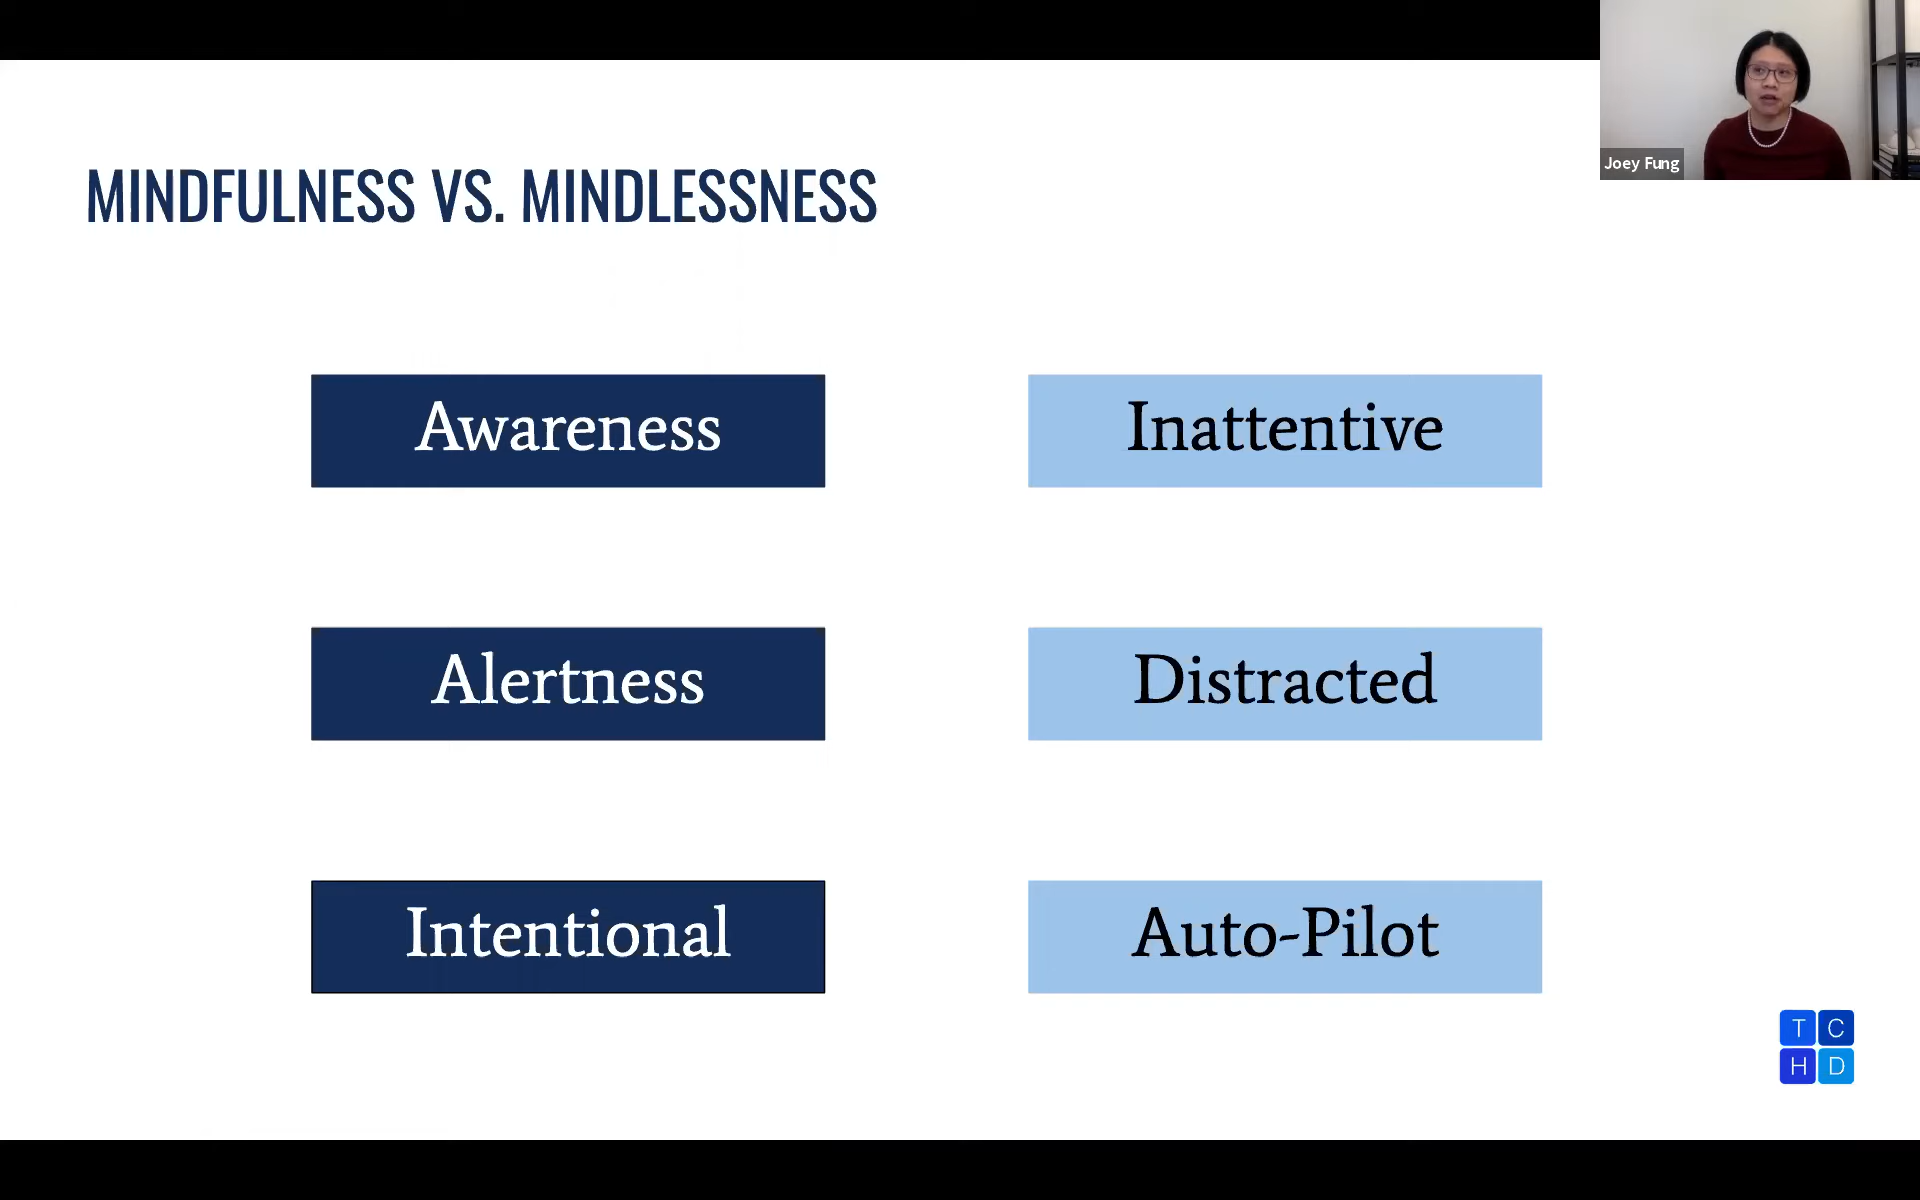 Joey Fung
MINDFULNESS VS. MINDLESSNESS
Awareness
Inattentive
Alertness
Distracted
Intentional
Auto-Pilot
T C
H D